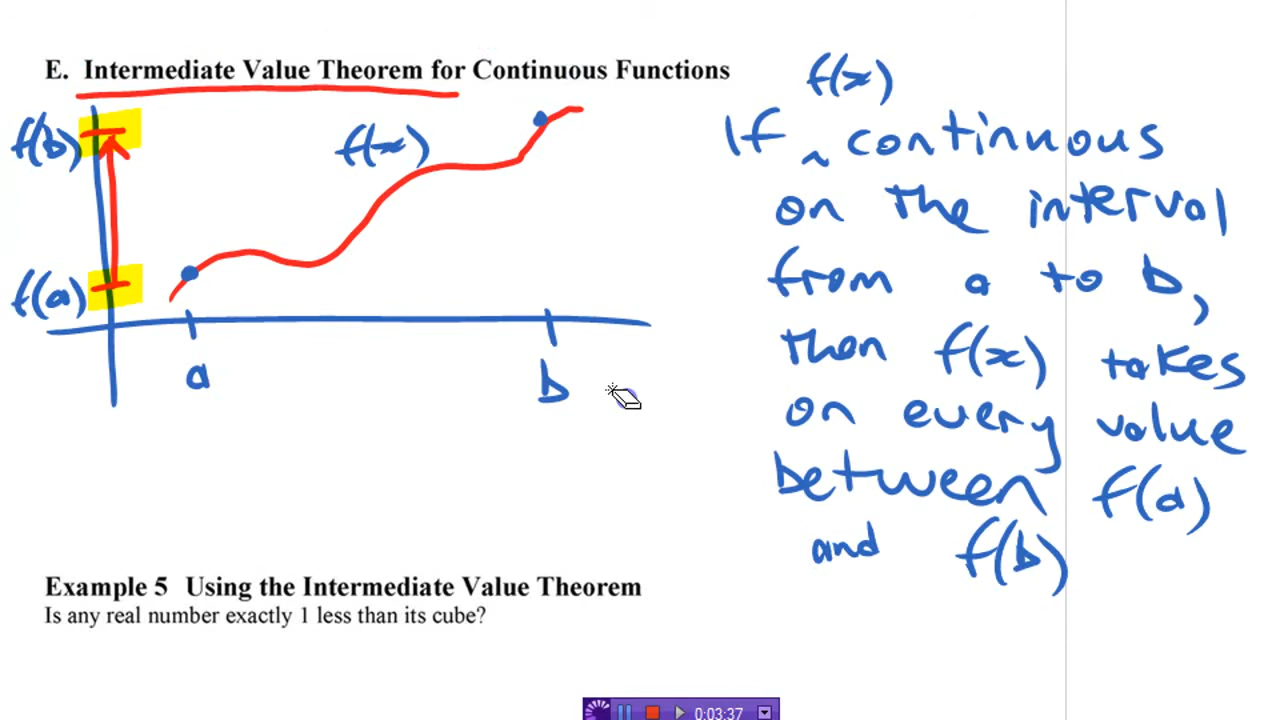 E. Intermediate Value Theorem for Continuous Functions
f(b)
f(x)
f(a)
a
b
f(x)
If ‸ continuous
on the interval
from a to b,
then f(x) takes
on every value
between f(a)
and f(b)
Example 5 Using the Intermediate Value Theorem
Is any real number exactly 1 less than its cube?
0:03:37